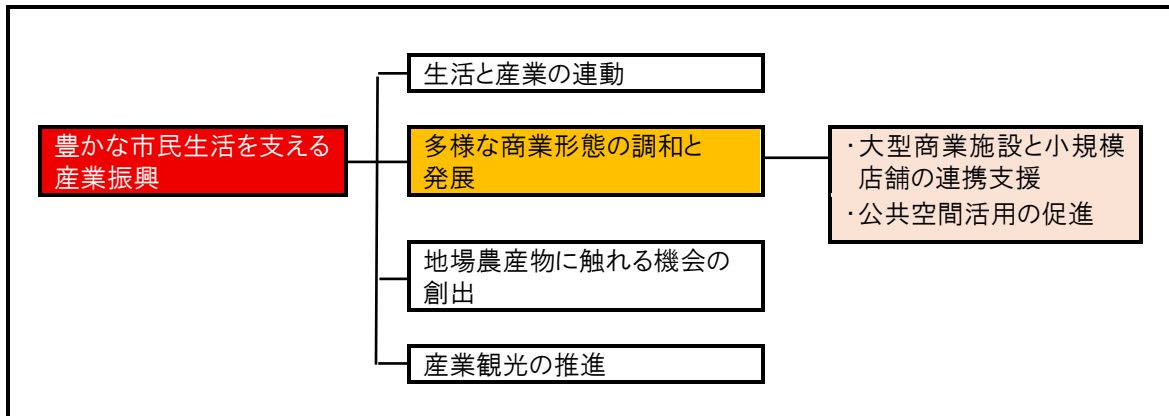 豊かな市民生活を支える
産業振興
生活と産業の連動
多様な商業形態の調和と
発展
地場農産物に触れる機会の
創出
産業観光の推進
・大型商業施設と小規模
店舗の連携支援
・公共空間活用の促進